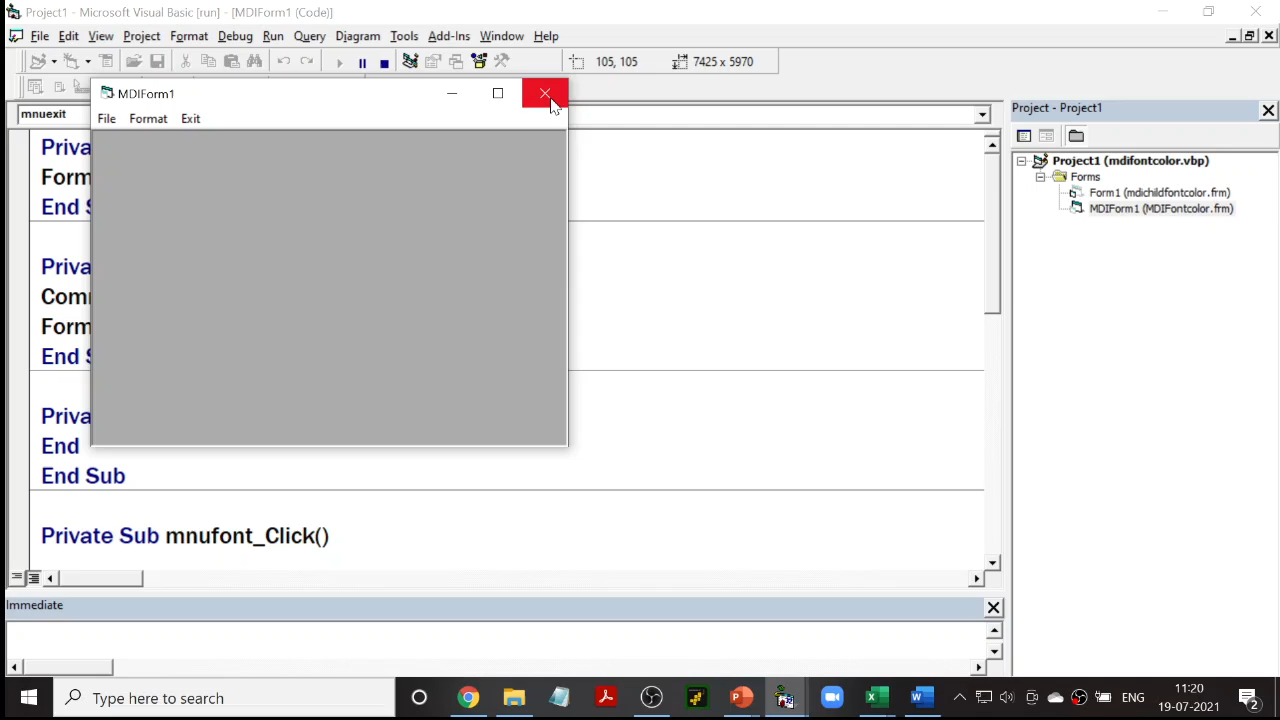 Project1 - Microsoft Visual Basic [run] - [MDIForm1 (Code)]
File Edit View Project Format Debug Run Query Diagram Tools Add-Ins Window Help
105, 105 7425 x 5970
MDIForm1
File Format Exit
mnuexit
Priva
Form
End S
Priva
Com
Form
End S
Priva
End
End Sub
Private Sub mnufont_Click()
Immediate
Project - Project1
Project1 (mdifontcolor.vbp)
Forms
Form1 (mdichildfontcolor.frm)
MDIForm1 (MDIFontcolor.frm)
Type here to search
ENG
11:20
19-07-2021
2